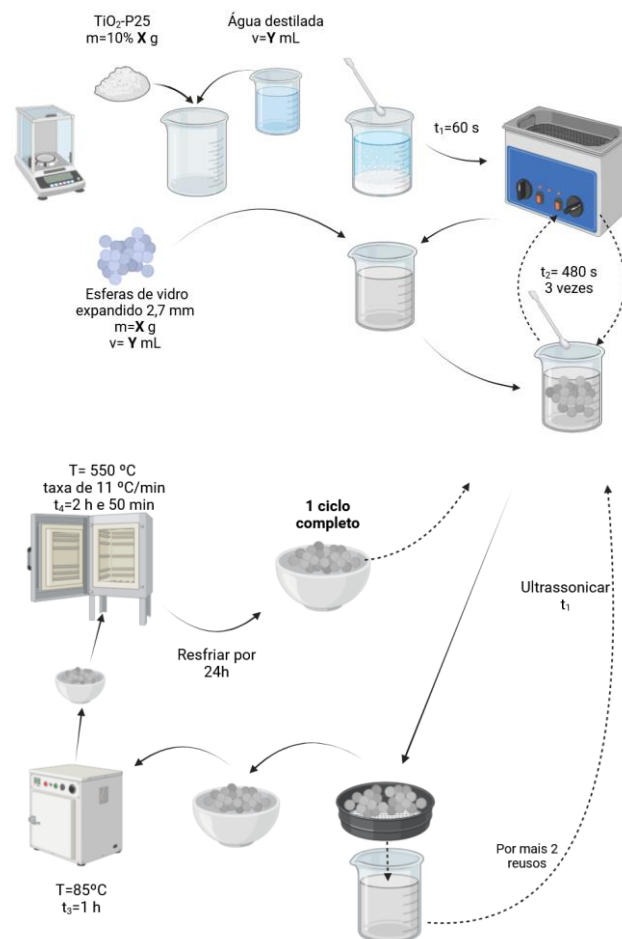 TiO₂-P25
m=10% X g
Água destilada
v=Y mL
t₁=60 s
t₂= 480 s
3 vezes
Esferas de vidro
expandido 2,7 mm
m=X g
v= Y mL
T= 550 ºC
taxa de 11 ºC/min
t₄=2 h e 50 min
1 ciclo
completo
Ultrassonicar
t₁
Resfriar por
24h
Por mais 2
reusos
T=85ºC
t₃=1 h